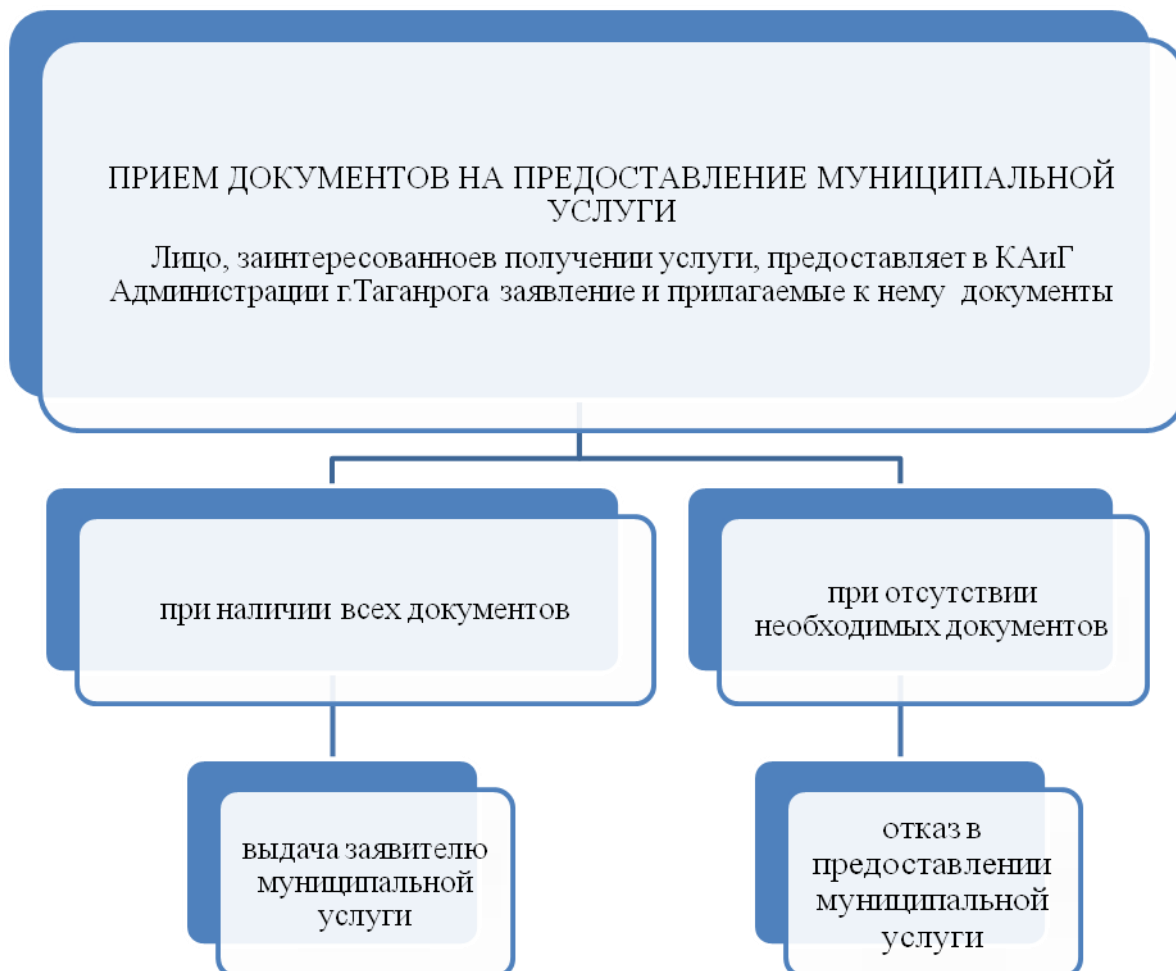 ПРИЕМ ДОКУМЕНТОВ НА ПРЕДОСТАВЛЕНИЕ МУНИЦИПАЛЬНОЙ
УСЛУГИ
Лицо, заинтересованноев получении услуги, предоставляет в КАиГ
Администрации г.Таганрога заявление и прилагаемые к нему документы
при наличии всех документов
при отсутствии
необходимых документов
выдача заявителю
муниципальной
услуги
отказ в
предоставлении
муниципальной
услуги